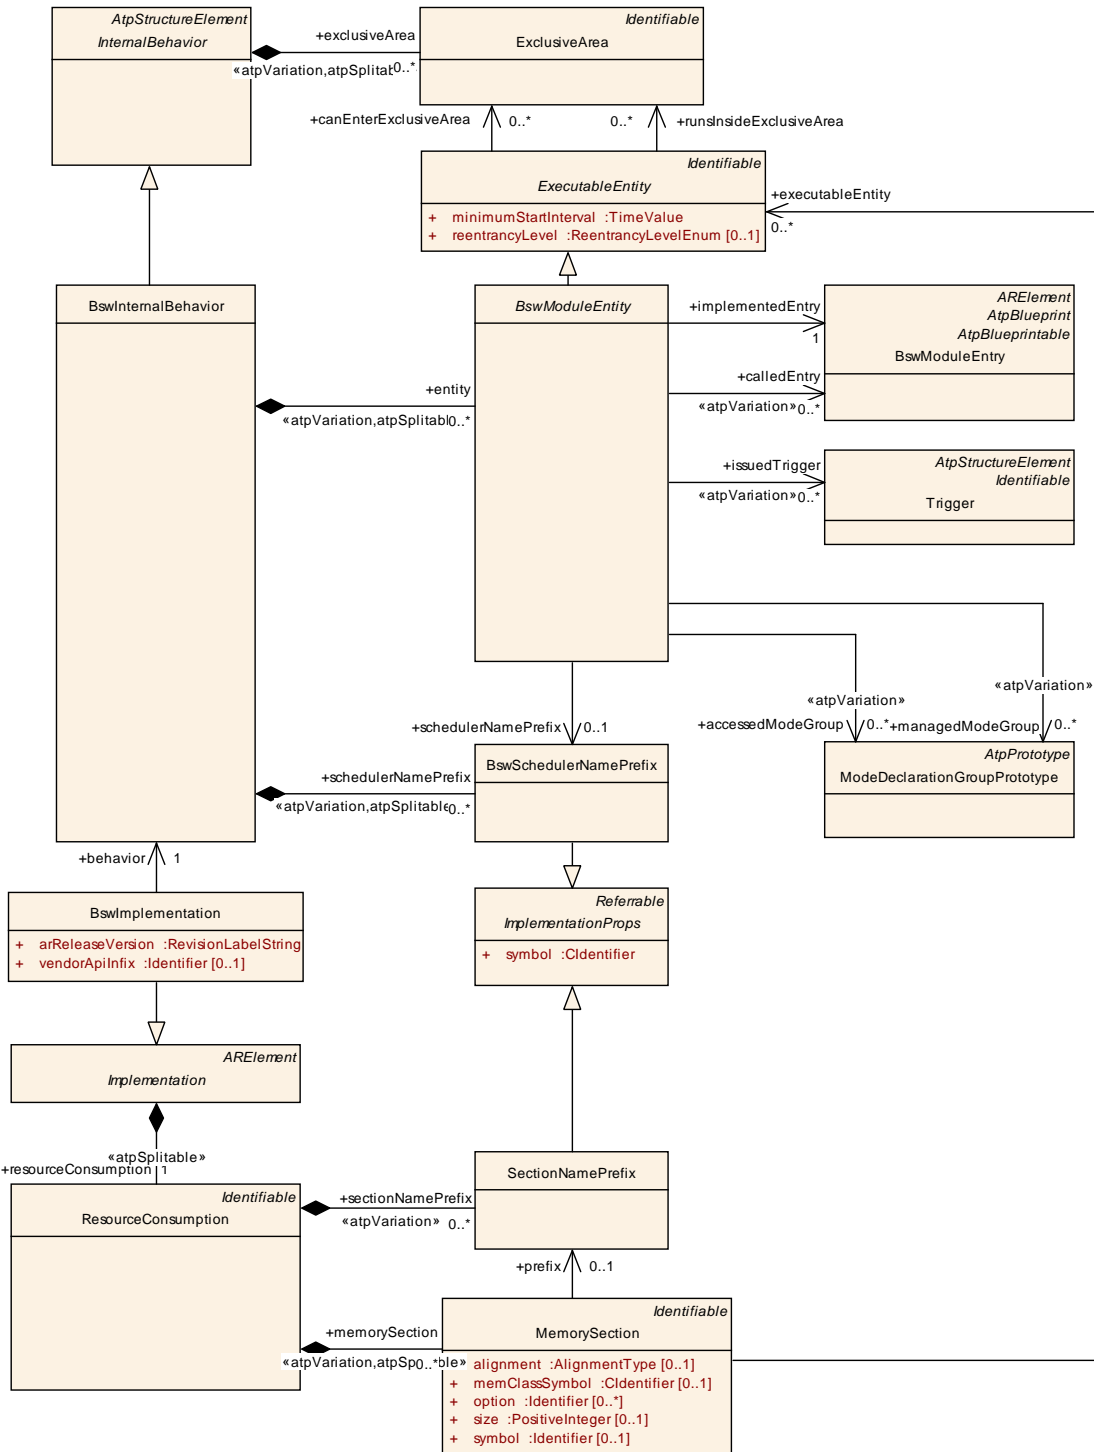 AtpStructureElement
InternalBehavior
+exclusiveArea
«atpVariation,atpSplitab
0..*
Identifiable
ExclusiveArea
+canEnterExclusiveArea
0..*
0..*
+runsInsideExclusiveArea
Identifiable
ExecutableEntity
+ minimumStartInterval :TimeValue
+ reentrancyLevel :ReentrancyLevelEnum [0..1]
+executableEntity
0..*
BswInternalBehavior
BswModuleEntity
+implementedEntry
1
ARElement
AtpBlueprint
AtpBlueprintable
BswModuleEntry
+calledEntry
«atpVariation» 0..*
+entity
«atpVariation,atpSplitabl
0..*
+issuedTrigger
«atpVariation» 0..*
AtpStructureElement
Identifiable
Trigger
«atpVariation»
«atpVariation»
+schedulerNamePrefix
0..1
+accessedModeGroup
0..*
+managedModeGroup
0..*
BswSchedulerNamePrefix
AtpPrototype
ModeDeclarationGroupPrototype
+schedulerNamePrefix
«atpVariation,atpSplitable
0..*
+behavior
1
BswImplementation
+ arReleaseVersion :RevisionLabelString
+ vendorApiInfix :Identifier [0..1]
Referrable
ImplementationProps
+ symbol :CIdentifier
ARElement
Implementation
«atpSplitable»
+resourceConsumption 1
Identifiable
ResourceConsumption
+sectionNamePrefix
«atpVariation» 0..*
SectionNamePrefix
+prefix
0..1
+memorySection
«atpVariation,atpSp
0..*
ble»
Identifiable
MemorySection
alignment :AlignmentType [0..1]
+ memClassSymbol :CIdentifier [0..1]
+ option :Identifier [0..*]
+ size :PositiveInteger [0..1]
+ symbol :Identifier [0..1]